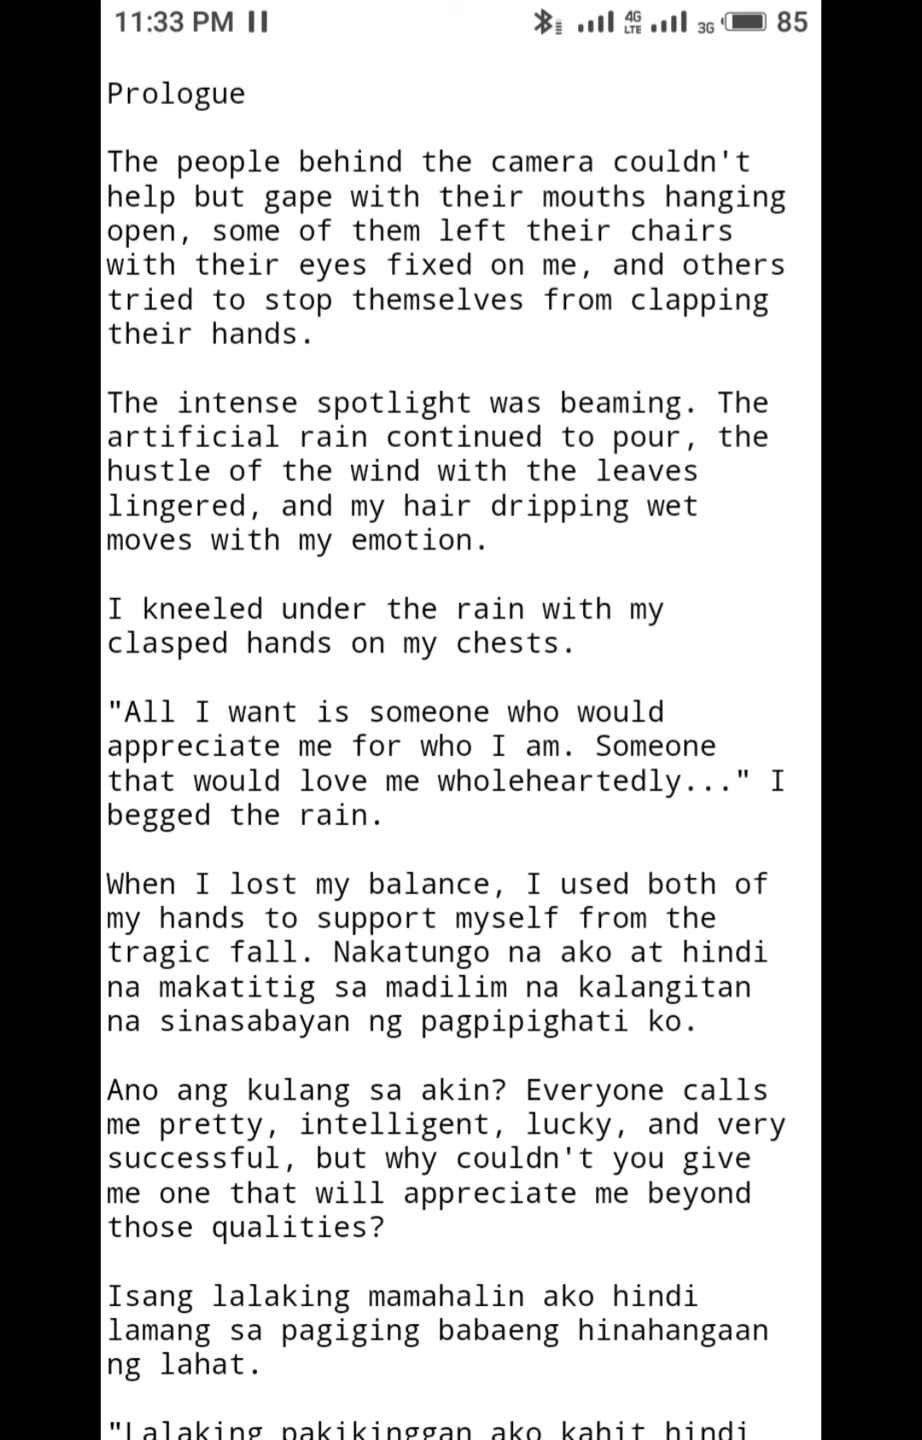 11:33 PM
4G
LTE
3G
85
Prologue
The people behind the camera couldn't
help but gape with their mouths hanging
open, some of them left their chairs
with their eyes fixed on me, and others
tried to stop themselves from clapping
their hands.
The intense spotlight was beaming. The
artificial rain continued to pour, the
hustle of the wind with the leaves
lingered, and my hair dripping wet
moves with my emotion.
I kneeled under the rain with my
clasped hands on my chests.
"All I want is someone who would
appreciate me for who I am. Someone
that would love me wholeheartedly..." I
begged the rain.
When I lost my balance, I used both of
my hands to support myself from the
tragic fall. Nakatungo na ako at hindi
na makatitig sa madilim na kalangitan
na sinasabayan ng pagpipighati ko.
Ano ang kulang sa akin? Everyone calls
me pretty, intelligent, lucky, and very
successful, but why couldn't you give
me one that will appreciate me beyond
those qualities?
Isang lalaking mamahalin ako hindi
lamang sa pagiging babaeng hinahangaan
ng lahat.
"Lalaking pakikinggan ako kahit hindi